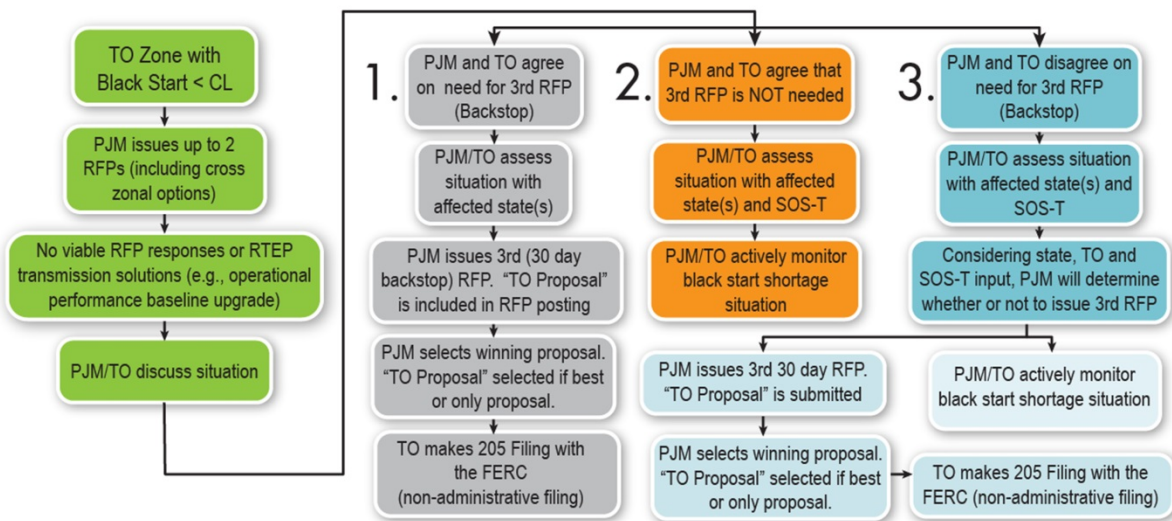 TO Zone with
Black Start < CL
PJM issues up to 2
RFPs (including cross
zonal options)
No viable RFP responses or RTEP
transmission solutions (e.g., operational
performance baseline upgrade)
PJM/TO discuss situation
1.
PJM and TO agree
on need for 3rd RFP
(Backstop)
PJM/TO assess
situation with
affected state(s)
PJM issues 3rd (30 day
backstop) RFP. “TO Proposal”
is included in RFP posting
PJM selects winning proposal.
“TO Proposal” selected if best
or only proposal.
TO makes 205 Filing with
the FERC
(non-administrative filing)
2.
PJM and TO agree that
3rd RFP is NOT needed
PJM/TO assess
situation with affected
state(s) and SOS-T
PJM/TO actively monitor
black start shortage
situation
3.
PJM and TO disagree on
need for 3rd RFP
(Backstop)
PJM/TO assess situation
with affected state(s) and
SOS-T
Considering state, TO and
SOS-T input, PJM will determine
whether or not to issue 3rd RFP
PJM issues 3rd 30 day RFP.
“TO Proposal” is submitted
PJM/TO actively monitor
black start shortage situation
PJM selects winning proposal.
“TO Proposal” selected if best
or only proposal.
TO makes 205 Filing with the
FERC (non-administrative filing)